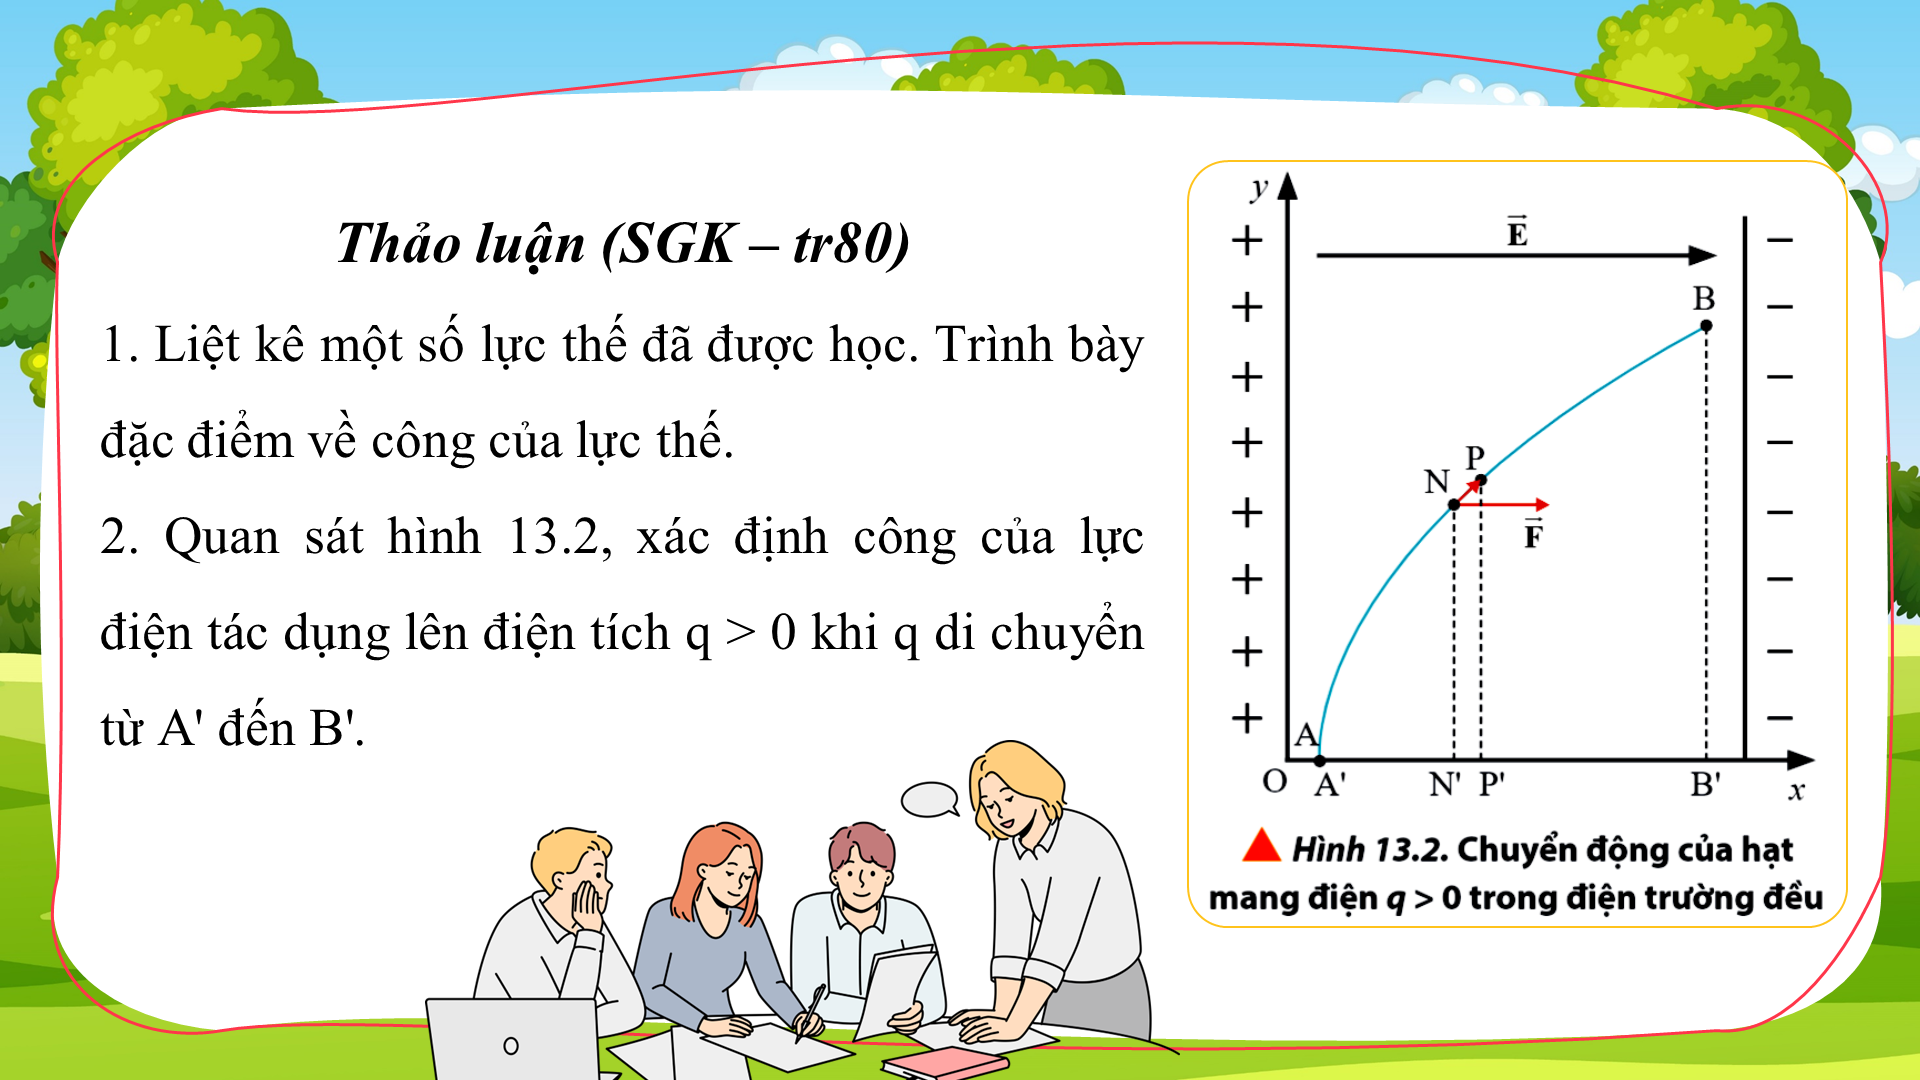 Thảo luận (SGK – tr80)
1. Liệt kê một số lực thế đã được học. Trình bày
đặc điểm về công của lực thế.
2. Quan sát hình 13.2, xác định công của lực
điện tác dụng lên điện tích q > 0 khi q di chuyển
từ A' đến B'.
y
E⃗
+ −
+ −
B
+ −
+ −
P
N
+ −
F⃗
+ −
+ −
+ −
A
O A' N' P' B' x
Hình 13.2. Chuyển động của hạt
mang điện q > 0 trong điện trường đều